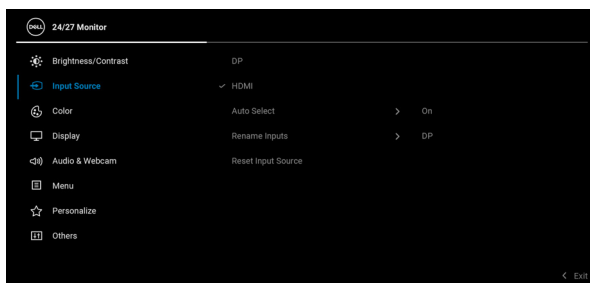 DELL 24/27 Monitor
Brightness/Contrast DP
Input Source HDMI
Color Auto Select > On
Display Rename Inputs > DP
Audio & Webcam Reset Input Source
Menu
Personalize
Others
< Exit